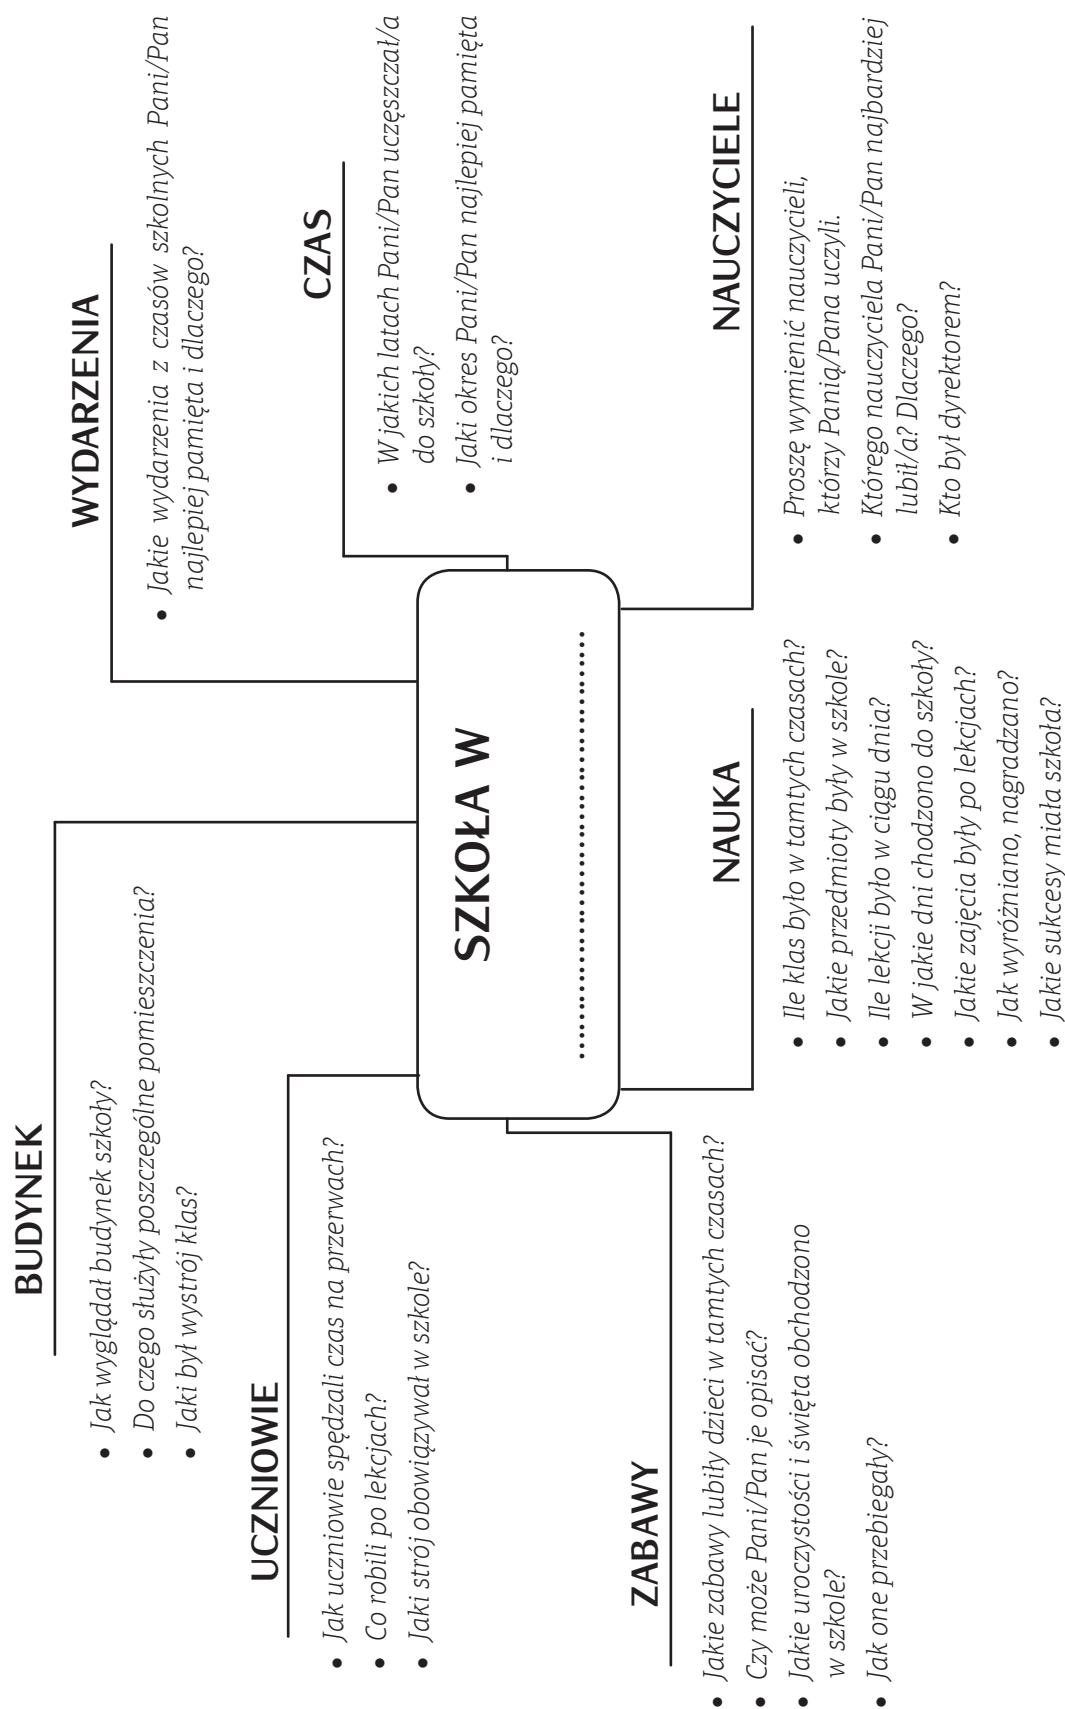 BUDYNEK
• Jak wyglądał budynek szkoły?
• Do czego służyły poszczególne pomieszczenia?
• Jaki był wystrój klas?
WYDARZENIA
• Jakie wydarzenia z czasów szkolnych Pani/Pan
najlepiej pamięta i dlaczego?
UCZNIOWIE
• Jak uczniowie spędzali czas na przerwach?
• Co robili po lekcjach?
• Jaki strój obowiązywał w szkole?
CZAS
• W jakich latach Pani/Pan uczęszczał/a
do szkoły?
• Jaki okres Pani/Pan najlepiej pamięta
i dlaczego?
SZKOŁA W
............................................
ZABAWY
• Jakie zabawy lubiły dzieci w tamtych czasach?
• Czy może Pani/Pan je opisać?
• Jakie uroczystości i święta obchodzono
w szkole?
• Jak one przebiegały?
NAUKA
• Ile klas było w tamtych czasach?
• Jakie przedmioty były w szkole?
• Ile lekcji było w ciągu dnia?
• W jakie dni chodzono do szkoły?
• Jakie zajęcia były po lekcjach?
• Jak wyróżniano, nagradzano?
• Jakie sukcesy miała szkoła?
NAUCZYCIELE
• Proszę wymienić nauczycieli,
którzy Panią/Pana uczyli.
• Którego nauczyciela Pani/Pan najbardziej
lubił/a? Dlaczego?
• Kto był dyrektorem?